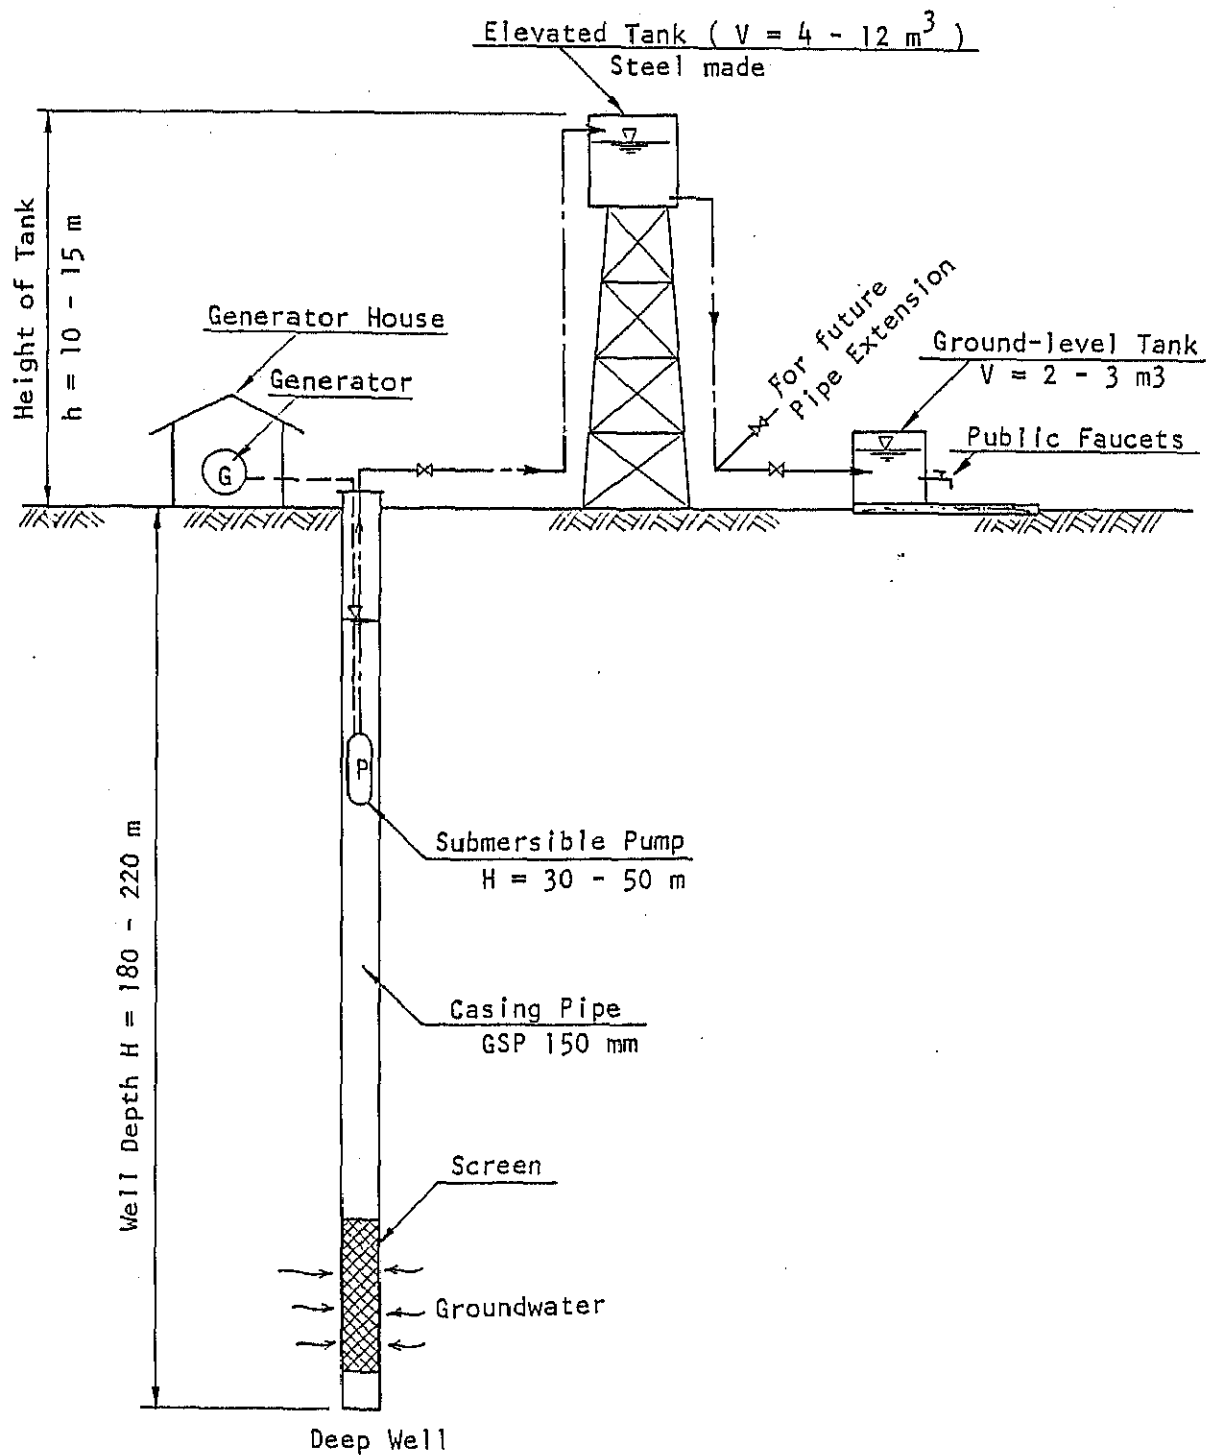 Elevated Tank ( V = 4 - 12 m³ )
Steel made
Height of Tank
h = 10 - 15 m
Generator House
Generator
G
For future
Pipe Extension
Ground-level Tank
V = 2 - 3 m3
Public Faucets
P
Submersible Pump
H = 30 - 50 m
Well Depth H = 180 - 220 m
Casing Pipe
GSP 150 mm
Screen
Groundwater
Deep Well